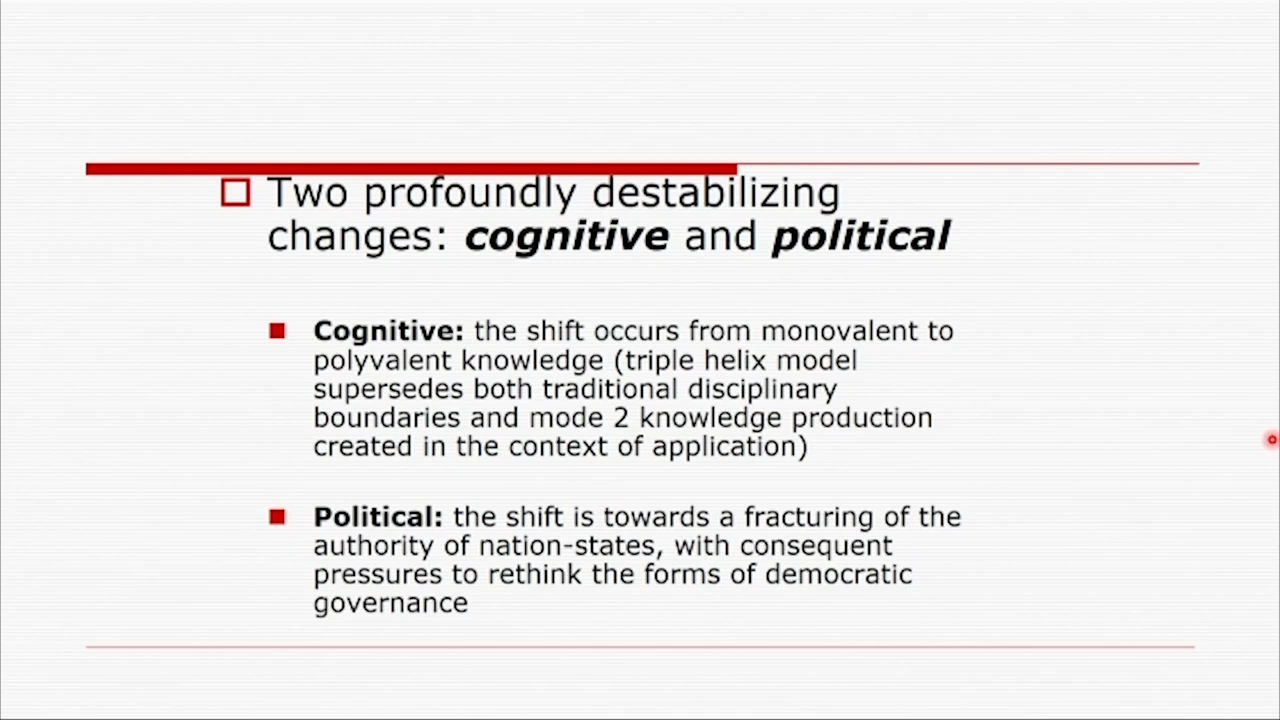 Two profoundly destabilizing
changes: cognitive and political
Cognitive: the shift occurs from monovalent to
polyvalent knowledge (triple helix model
supersedes both traditional disciplinary
boundaries and mode 2 knowledge production
created in the context of application)
Political: the shift is towards a fracturing of the
authority of nation-states, with consequent
pressures to rethink the forms of democratic
governance